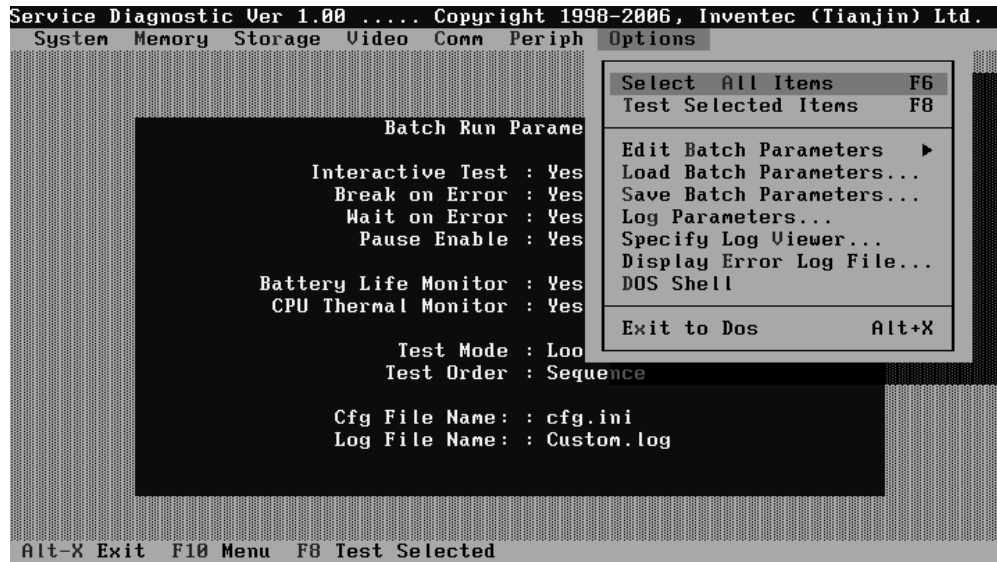 Service Diagnostic Ver 1.00 ..... Copyright 1998-2006, Inventec (Tianjin) Ltd.
System Memory Storage Video Comm Periph Options
Select All Items F6
Test Selected Items F8
Edit Batch Parameters ►
Load Batch Parameters...
Save Batch Parameters...
Log Parameters...
Specify Log Viewer...
Display Error Log File...
DOS Shell
Exit to Dos Alt+X
Batch Run Parame
Interactive Test : Yes
Break on Error : Yes
Wait on Error : Yes
Pause Enable : Yes
Battery Life Monitor : Yes
CPU Thermal Monitor : Yes
Test Mode : Loo
Test Order : Sequence
Cfg File Name: : cfg.ini
Log File Name: : Custom.log
Alt-X Exit F10 Menu F8 Test Selected